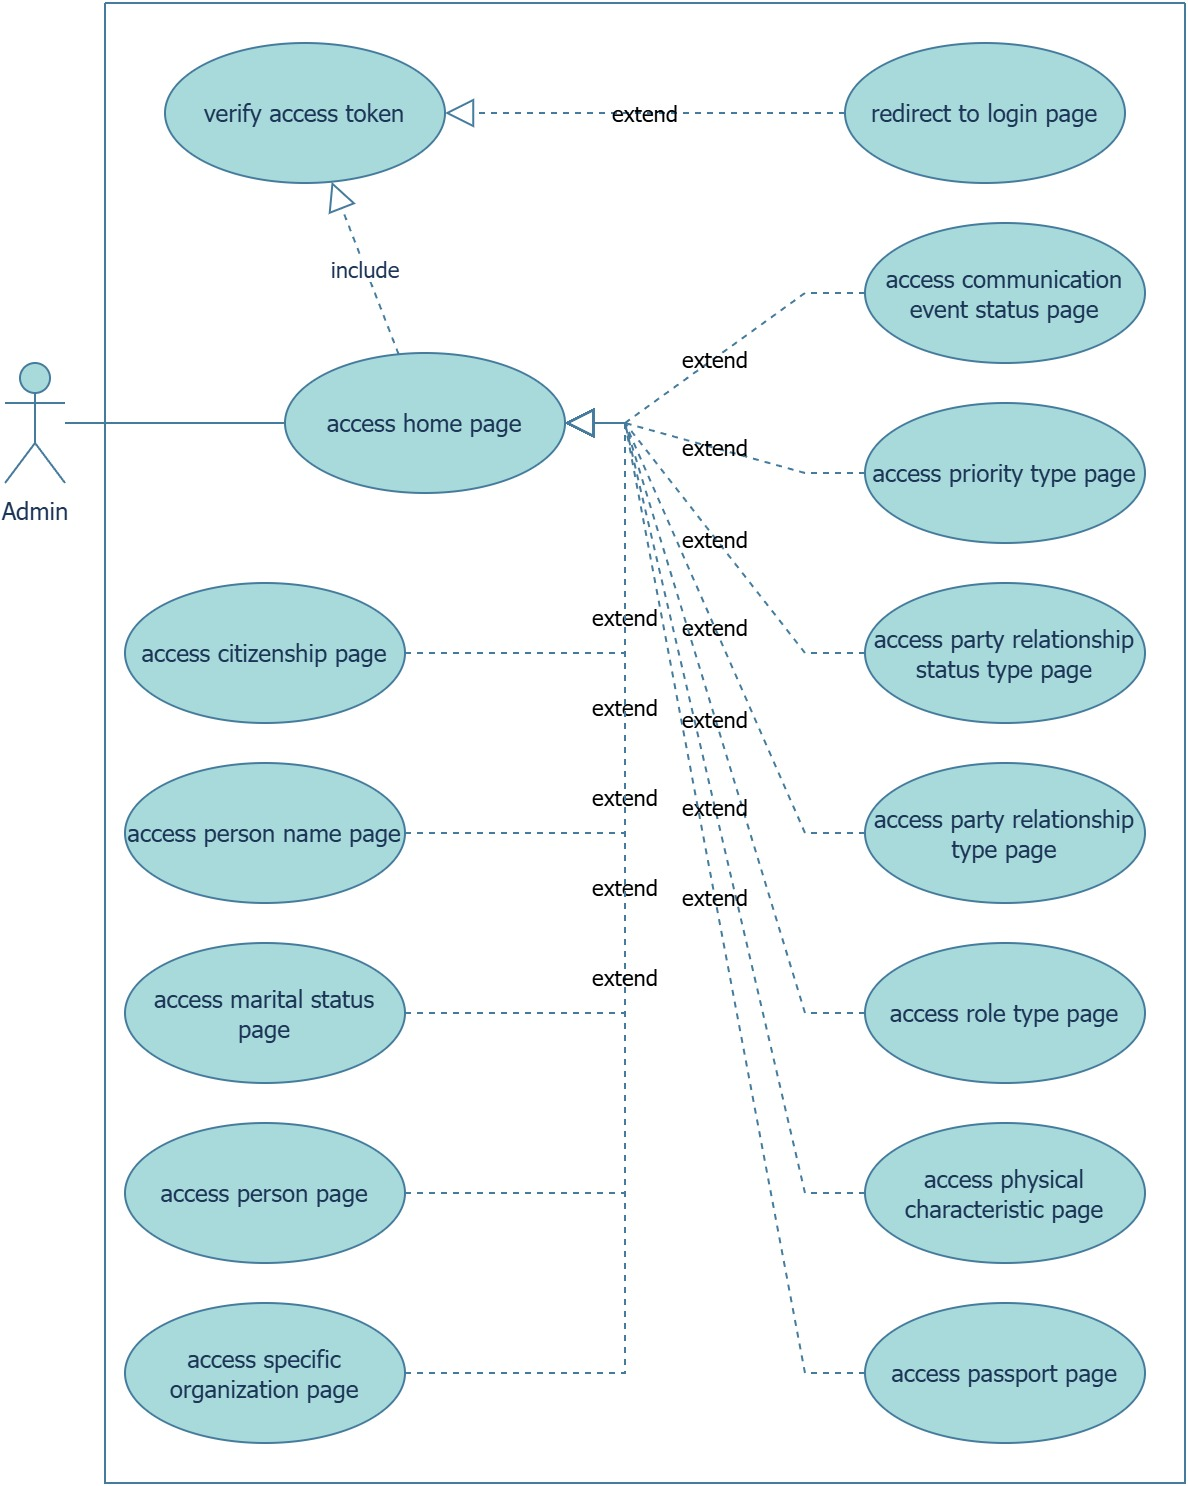 verify access token
extend
redirect to login page
include
access communication
event status page
extend
access home page
Admin
extend
access priority type page
extend
access party relationship
status type page
extend
extend
access citizenship page
extend
extend
access party relationship
type page
extend
access person name page
extend
extend
extend
access marital status
page
extend
access role type page
access person page
access physical
characteristic page
access specific
organization page
access passport page